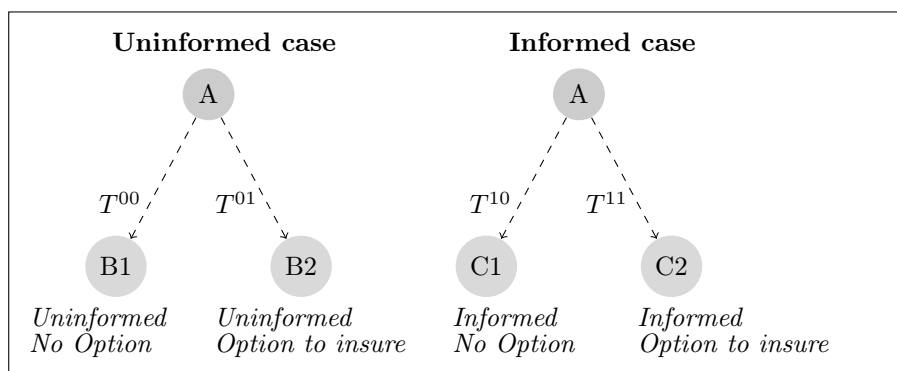 Uninformed case
A
T^00
T^01
B1
B2
Uninformed
No Option
Uninformed
Option to insure
Informed case
A
T^10
T^11
C1
C2
Informed
No Option
Informed
Option to insure